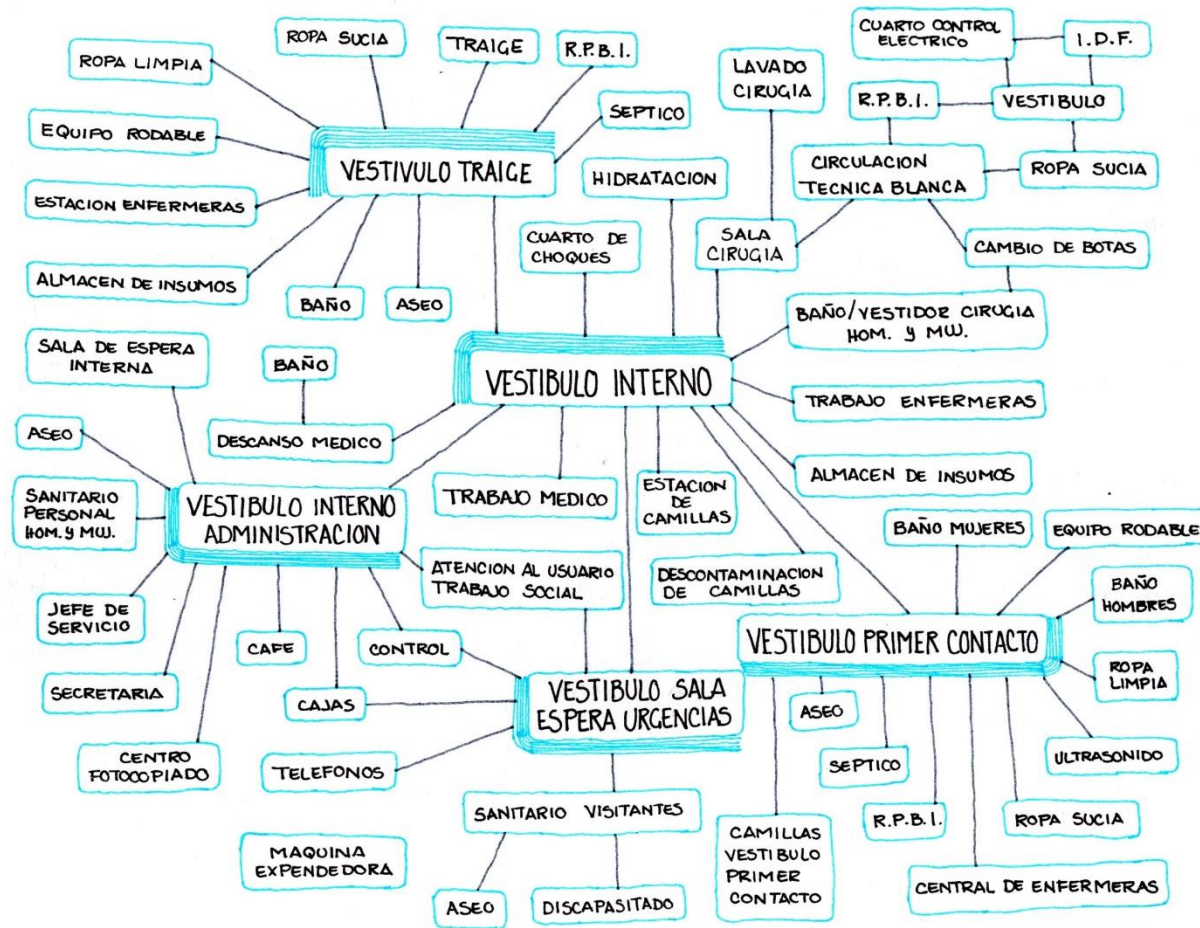 ROPA LIMPIA
ROPA SUCIA
TRAIGE
R.P.B.I.
SEPTICO
EQUIPO RODABLE
VESTIVULO TRAIGE
ESTACION ENFERMERAS
ALMACEN DE INSUMOS
BAÑO
ASEO
LAVADO
CIRUGIA
CUARTO CONTROL
ELECTRICO
I.D.F.
R.P.B.I.
VESTIBULO
CIRCULACION
TECNICA BLANCA
ROPA SUCIA
HIDRATACION
CUARTO DE
CHOQUES
SALA
CIRUGIA
CAMBIO DE BOTAS
BAÑO/VESTIDOR CIRUGIA
HOM. Y MUJ.
SALA DE ESPERA
INTERNA
BAÑO
VESTIBULO INTERNO
TRABAJO ENFERMERAS
ASEO
DESCANSO MEDICO
ALMACEN DE INSUMOS
SANITARIO
PERSONAL
HOM. Y MUJ.
VESTIBULO INTERNO
ADMINISTRACION
TRABAJO MEDICO
ESTACION
DE
CAMILLAS
BAÑO MUJERES
EQUIPO RODABLE
ATENCION AL USUARIO
TRABAJO SOCIAL
DESCONTAMINACION
DE CAMILLAS
BAÑO
HOMBRES
JEFE DE
SERVICIO
CAFE
CONTROL
VESTIBULO PRIMER CONTACTO
ROPA
LIMPIA
SECRETARIA
CAJAS
VESTIBULO SALA
ESPERA URGENCIAS
ASEO
SEPTICO
ULTRASONIDO
CENTRO
FOTOCOPIADO
TELEFONOS
SANITARIO VISITANTES
R.P.B.I.
ROPA SUCIA
MAQUINA
EXPENDEDORA
CAMILLAS
VESTIBULO
PRIMER
CONTACTO
CENTRAL DE ENFERMERAS
ASEO
DISCAPASITADO